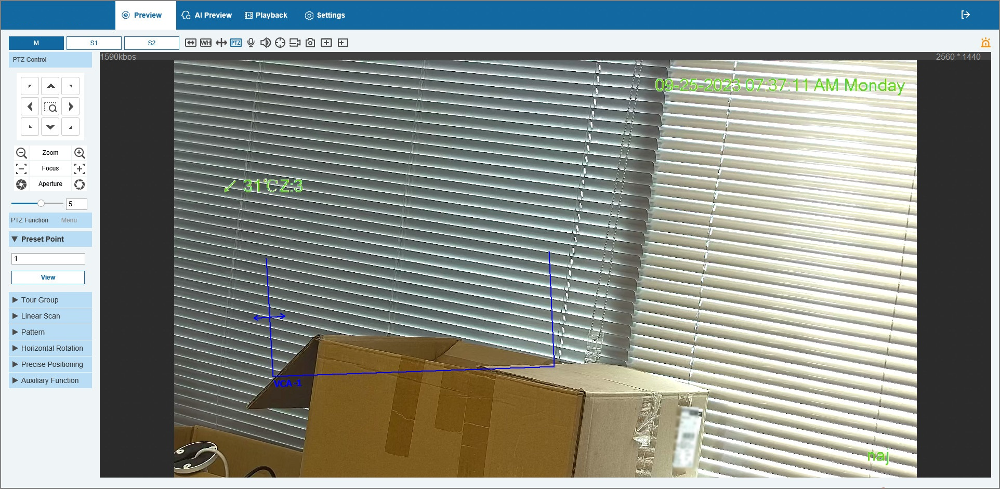 Preview AI Preview Playback Settings
M S1 S2 WH PTZ
PTZ Control
1590kbps 2560 * 1440
09-25-2023 07:37:11 AM Monday
Zoom
Focus
Aperture
31℃ Z:3
5
PTZ Function Menu
Preset Point
1
View
Tour Group
Linear Scan
Pattern
Horizontal Rotation
Precise Positioning
Auxiliary Function
VCA-1
naj